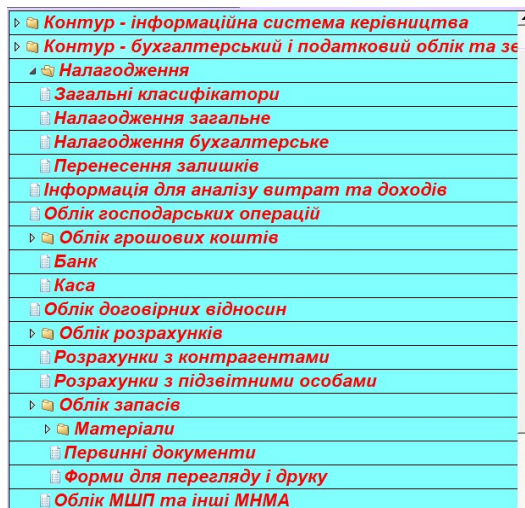 Контур - інформаційна система керівництва
Контур - бухгалтерський і податковий облік та зе
Налагодження
Загальні класифікатори
Налагодження загальне
Налагодження бухгалтерське
Перенесення залишків
Інформація для аналізу витрат та доходів
Облік господарських операцій
Облік грошових коштів
Банк
Каса
Облік договірних відносин
Облік розрахунків
Розрахунки з контрагентами
Розрахунки з підзвітними особами
Облік запасів
Матеріали
Первинні документи
Форми для перегляду і друку
Облік МШП та інші МНМА